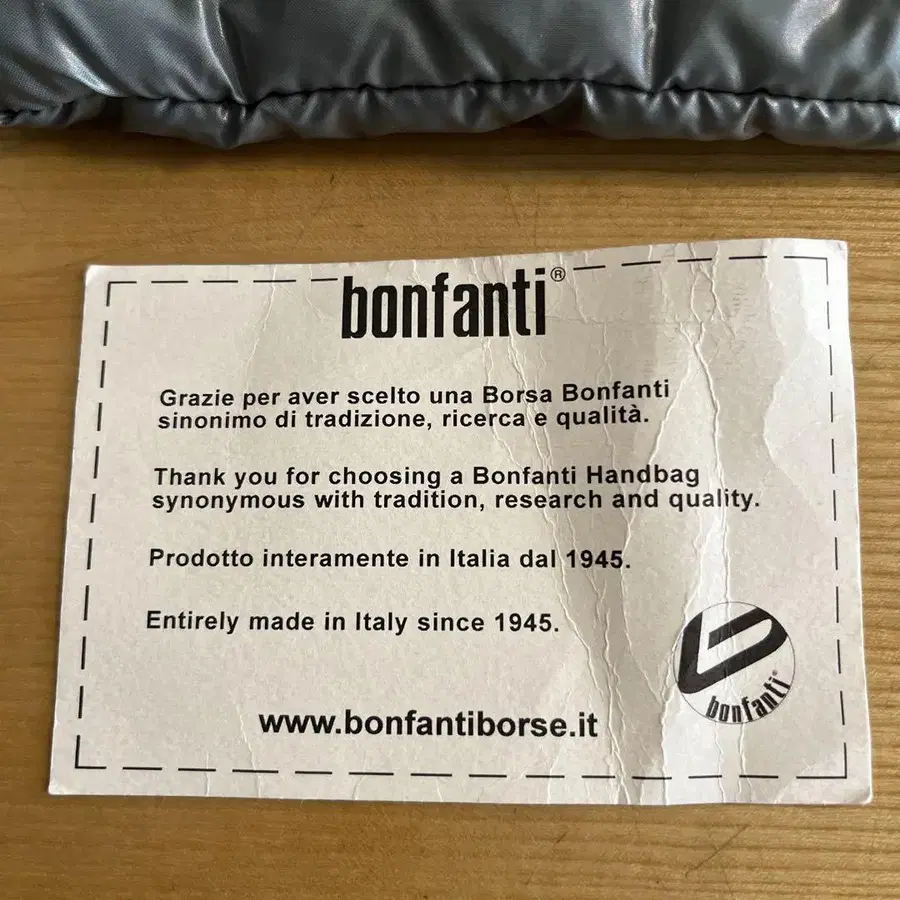 bonfanti®
Grazie per aver scelto una Borsa Bonfanti
sinonimo di tradizione, ricerca e qualità.
Thank you for choosing a Bonfanti Handbag
synonymous with tradition, research and quality.
Prodotto interamente in Italia dal 1945.
Entirely made in Italy since 1945.
bonfanti®
www.bonfantiborse.it